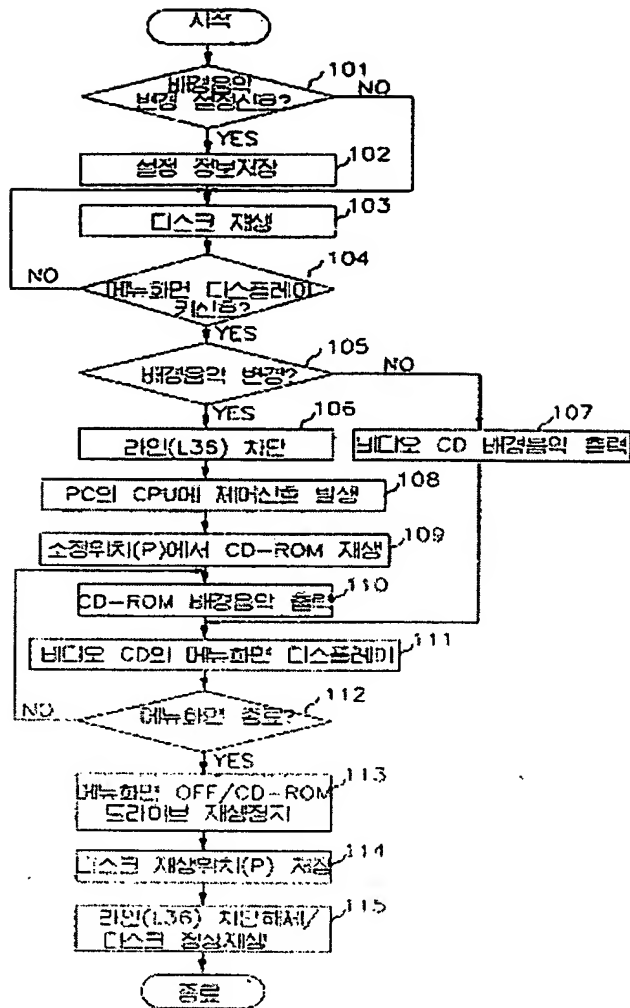 시작
101
배경음악
변경 설정신호?
NO
YES
102
설정 정보저장
103
디스크 재생
104
NO
메뉴화면 디스플레이
키신호?
YES
105
배경음악 변경?
NO
YES
106
107
라인(L36) 차단
비디오 CD 배경음악 출력
108
PC의 CPU에 제어신호 발생
109
소정위치(P)에서 CD-ROM 재생
110
CD-ROM 배경음악 출력
111
비디오 CD의 메뉴화면 디스플레이
112
NO
메뉴화면 종료?
YES
113
메뉴화면 OFF/CD-ROM
드라이브 재생정지
114
디스크 재생위치(P) 저장
115
라인(L36) 차단해제/
디스크 정상재생
종료